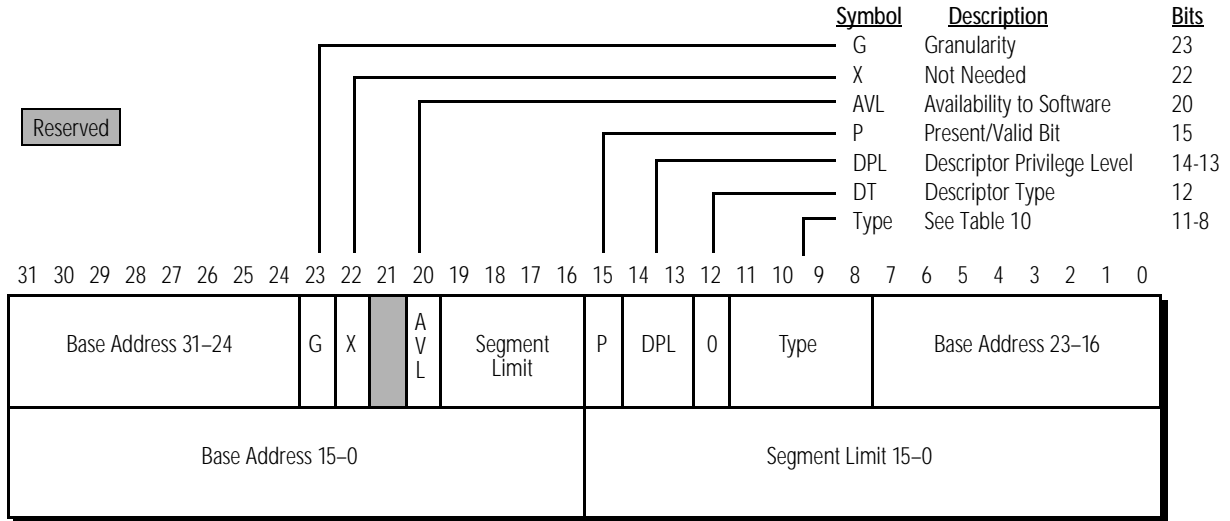 Symbol Description Bits
G Granularity 23
X Not Needed 22
AVL Availability to Software 20
Reserved
P Present/Valid Bit 15
DPL Descriptor Privilege Level 14-13
DT Descriptor Type 12
Type See Table 10 11-8
31 30 29 28 27 26 25 24 23 22 21 20 19 18 17 16 15 14 13 12 11 10 9 8 7 6 5 4 3 2 1 0
Base Address 31–24 G X AVL Segment Limit P DPL 0 Type Base Address 23–16
Base Address 15–0 Segment Limit 15–0